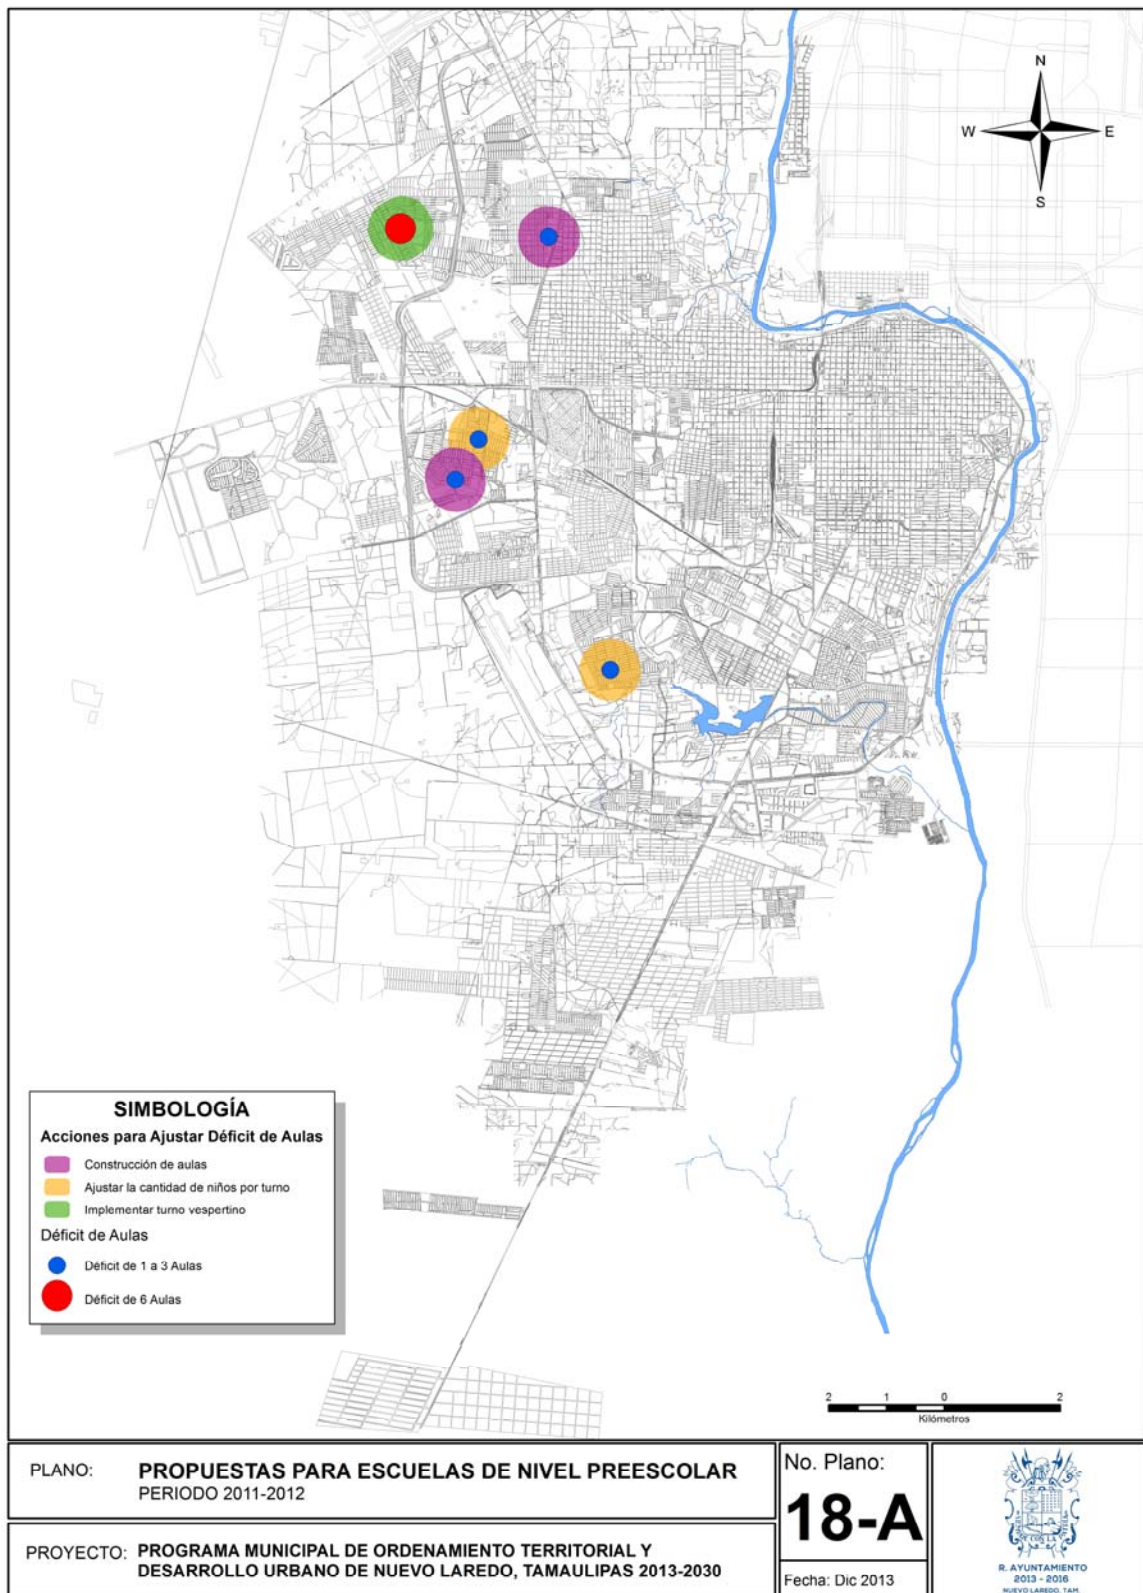 N
W
E
S
SIMBOLOGÍA
Acciones para Ajustar Déficit de Aulas
Construcción de aulas
Ajustar la cantidad de niños por turno
Implementar turno vespertino
Déficit de Aulas
Déficit de 1 a 3 Aulas
Déficit de 6 Aulas
2 1 0 2
Kilómetros
PLANO: PROPUESTAS PARA ESCUELAS DE NIVEL PREESCOLAR
PERIODO 2011-2012
PROYECTO: PROGRAMA MUNICIPAL DE ORDENAMIENTO TERRITORIAL Y
DESARROLLO URBANO DE NUEVO LAREDO, TAMAULIPAS 2013-2030
No. Plano:
18-A
Fecha: Dic 2013
R. AYUNTAMIENTO
2013 - 2016
NUEVO LAREDO, TAM.